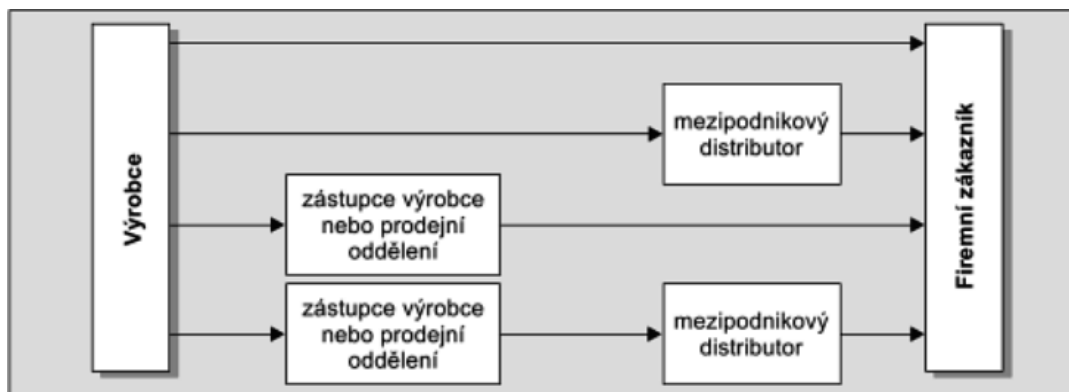 Výrobce
mezipodnikový
distributor
zástupce výrobce
nebo prodejní
oddělení
zástupce výrobce
nebo prodejní
oddělení
mezipodnikový
distributor
Firemní zákazník